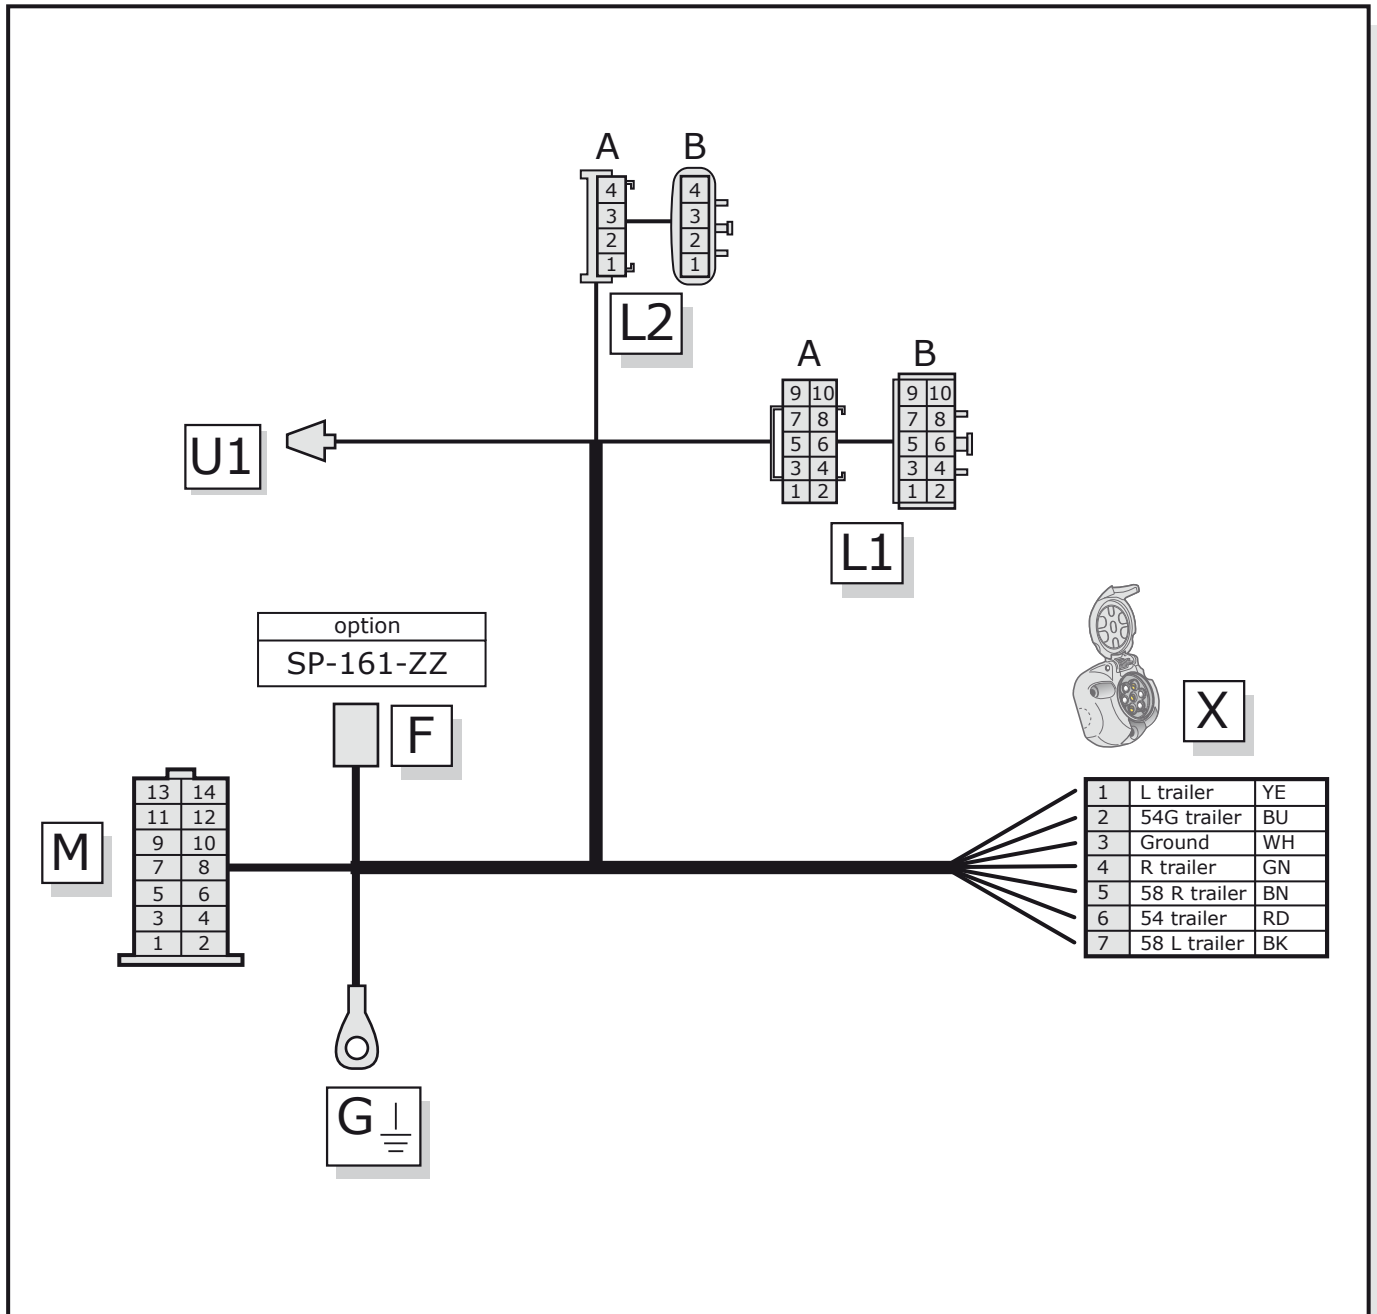 A B
4 4
3 3
2 2
1 1
L2
A B
9 10 9 10
7 8 7 8
5 6 5 6
3 4 3 4
1 2 1 2
L1
U1
option
SP-161-ZZ
F
X
13 14
11 12
9 10
7 8
5 6
3 4
1 2
M
1 L trailer YE
2 54G trailer BU
3 Ground WH
4 R trailer GN
5 58 R trailer BN
6 54 trailer RD
7 58 L trailer BK
G